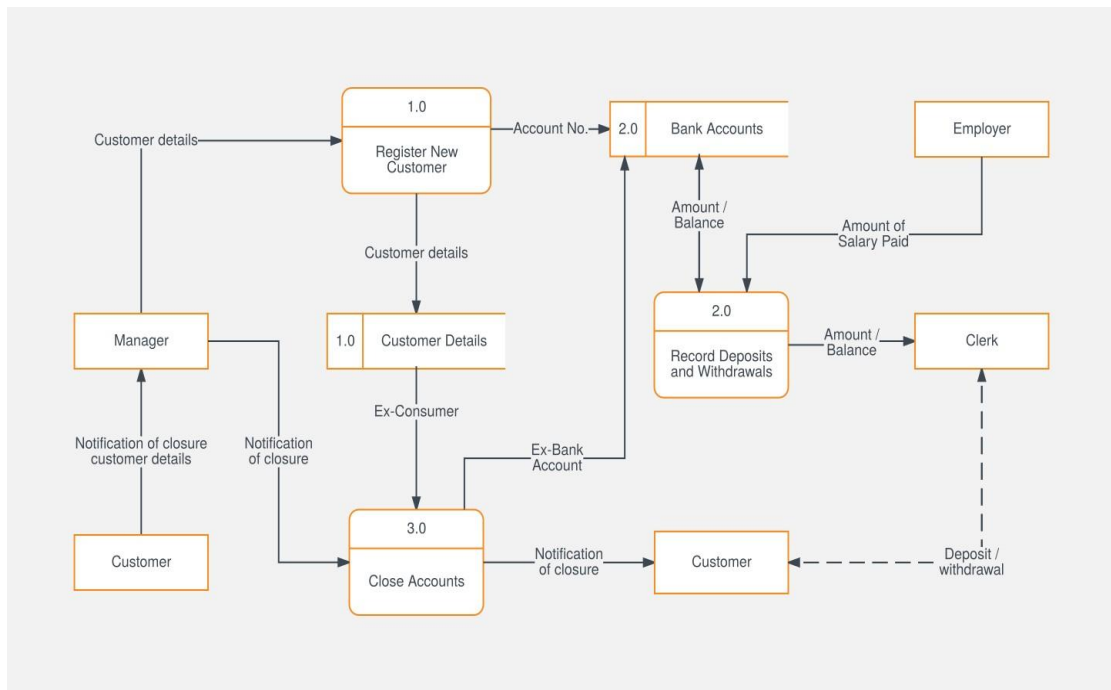 1.0
Register New
Customer
Account No.
2.0
Bank Accounts
Employer
Customer details
Amount /
Balance
Amount of
Salary Paid
Customer details
2.0
Record Deposits
and Withdrawals
Amount /
Balance
Clerk
Manager
1.0
Customer Details
Ex-Consumer
Notification of closure
customer details
Notification
of closure
Ex-Bank
Account
3.0
Close Accounts
Customer
Notification
of closure
Customer
Deposit /
withdrawal